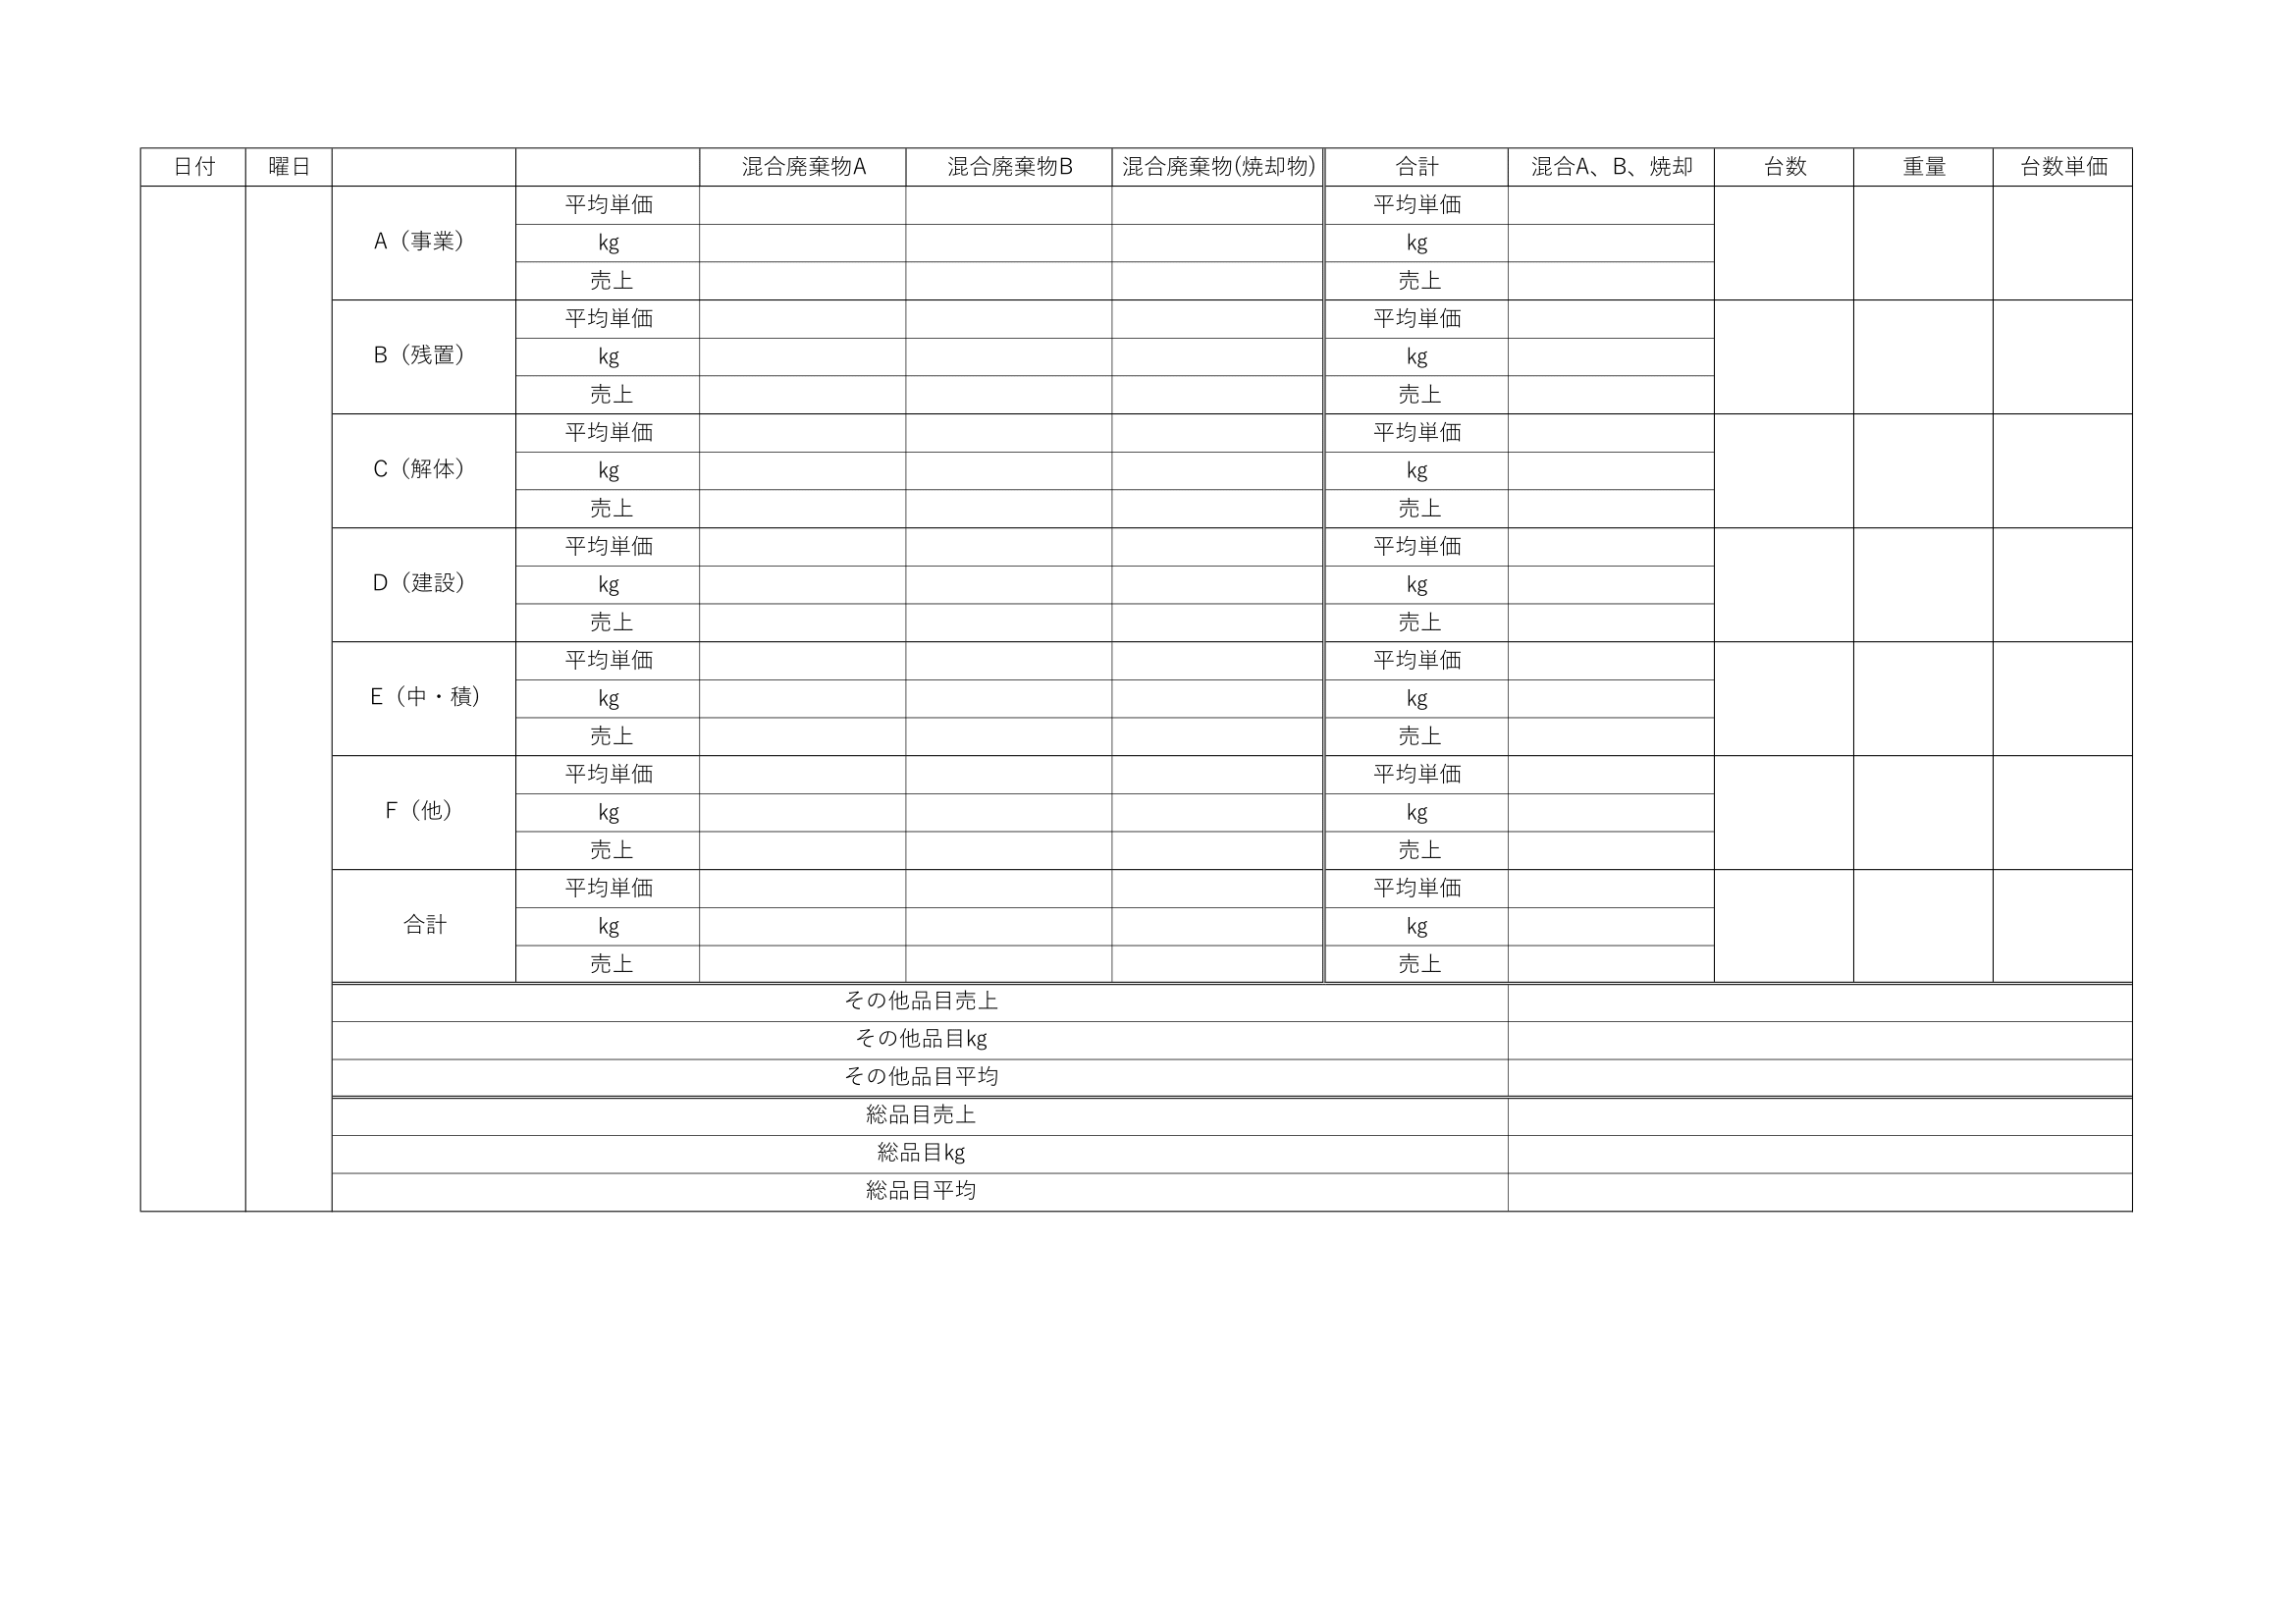 日付 曜日 混合廃棄物A 混合廃棄物B 混合廃棄物(焼却物) 合計 混合A、B、焼却 台数 重量 台数単価
A（事業） 平均単価 平均単価
kg kg
売上 売上
B（残置） 平均単価 平均単価
kg kg
売上 売上
C（解体） 平均単価 平均単価
kg kg
売上 売上
D（建設） 平均単価 平均単価
kg kg
売上 売上
E（中・積） 平均単価 平均単価
kg kg
売上 売上
F（他） 平均単価 平均単価
kg kg
売上 売上
合計 平均単価 平均単価
kg kg
売上 売上
その他品目売上
その他品目kg
その他品目平均
総品目売上
総品目kg
総品目平均